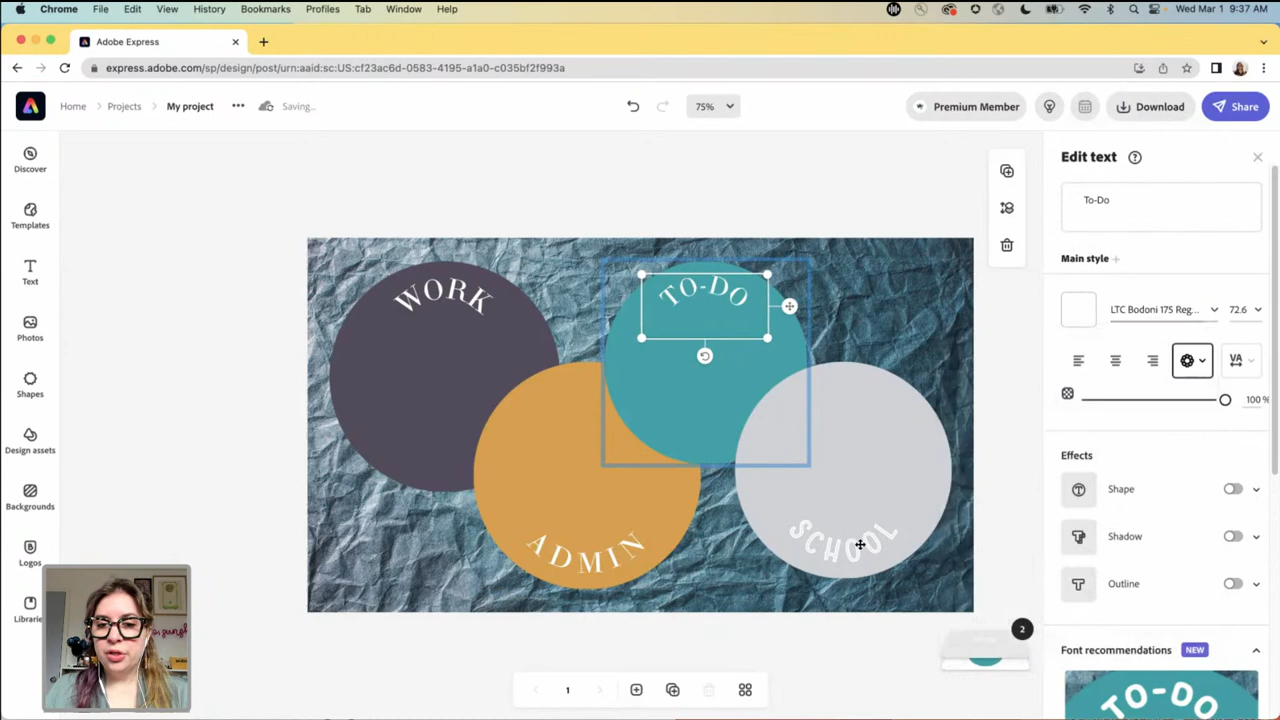 Chrome File Edit View History Bookmarks Profiles Tab Window Help Wed Mar 1 9:37 AM
Adobe Express
express.adobe.com/sp/design/post/urn:aaid:sc:US:cf23ac6d-0583-4195-a1a0-c035bf2f993a
Home Projects My project Saving... 75% Premium Member Download Share
Discover
Templates
Text
Photos
Shapes
Design assets
Backgrounds
Logos
Librarie
WORK
TO-DO
ADMIN
SCHOOL
2
1
Edit text
To-Do
Main style
LTC Bodoni 175 Reg... 72.6
VA
100 %
Effects
Shape
Shadow
Outline
Font recommendations NEW
TO-DO